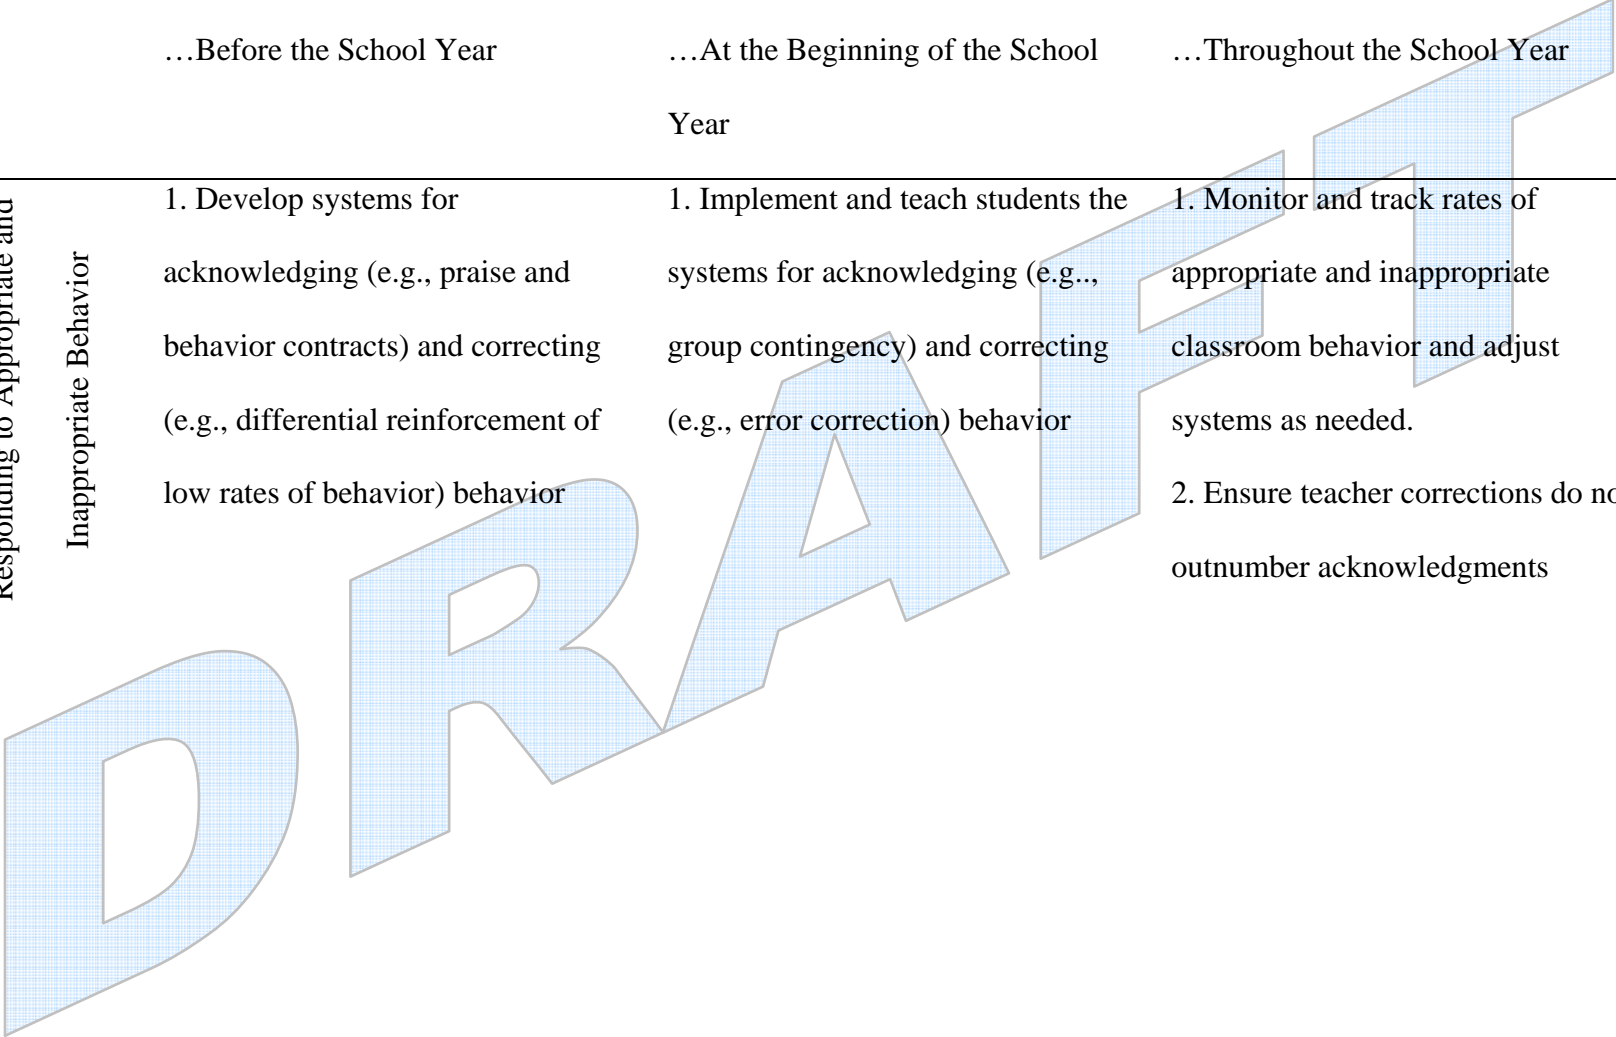 …Before the School Year
…At the Beginning of the School
Year
…Throughout the School Year
Responding to Appropriate and
Inappropriate Behavior
1. Develop systems for
acknowledging (e.g., praise and
behavior contracts) and correcting
(e.g., differential reinforcement of
low rates of behavior) behavior
1. Implement and teach students the
systems for acknowledging (e.g..,
group contingency) and correcting
(e.g., error correction) behavior
1. Monitor and track rates of
appropriate and inappropriate
classroom behavior and adjust
systems as needed.
2. Ensure teacher corrections do no
outnumber acknowledgments
DRAFT